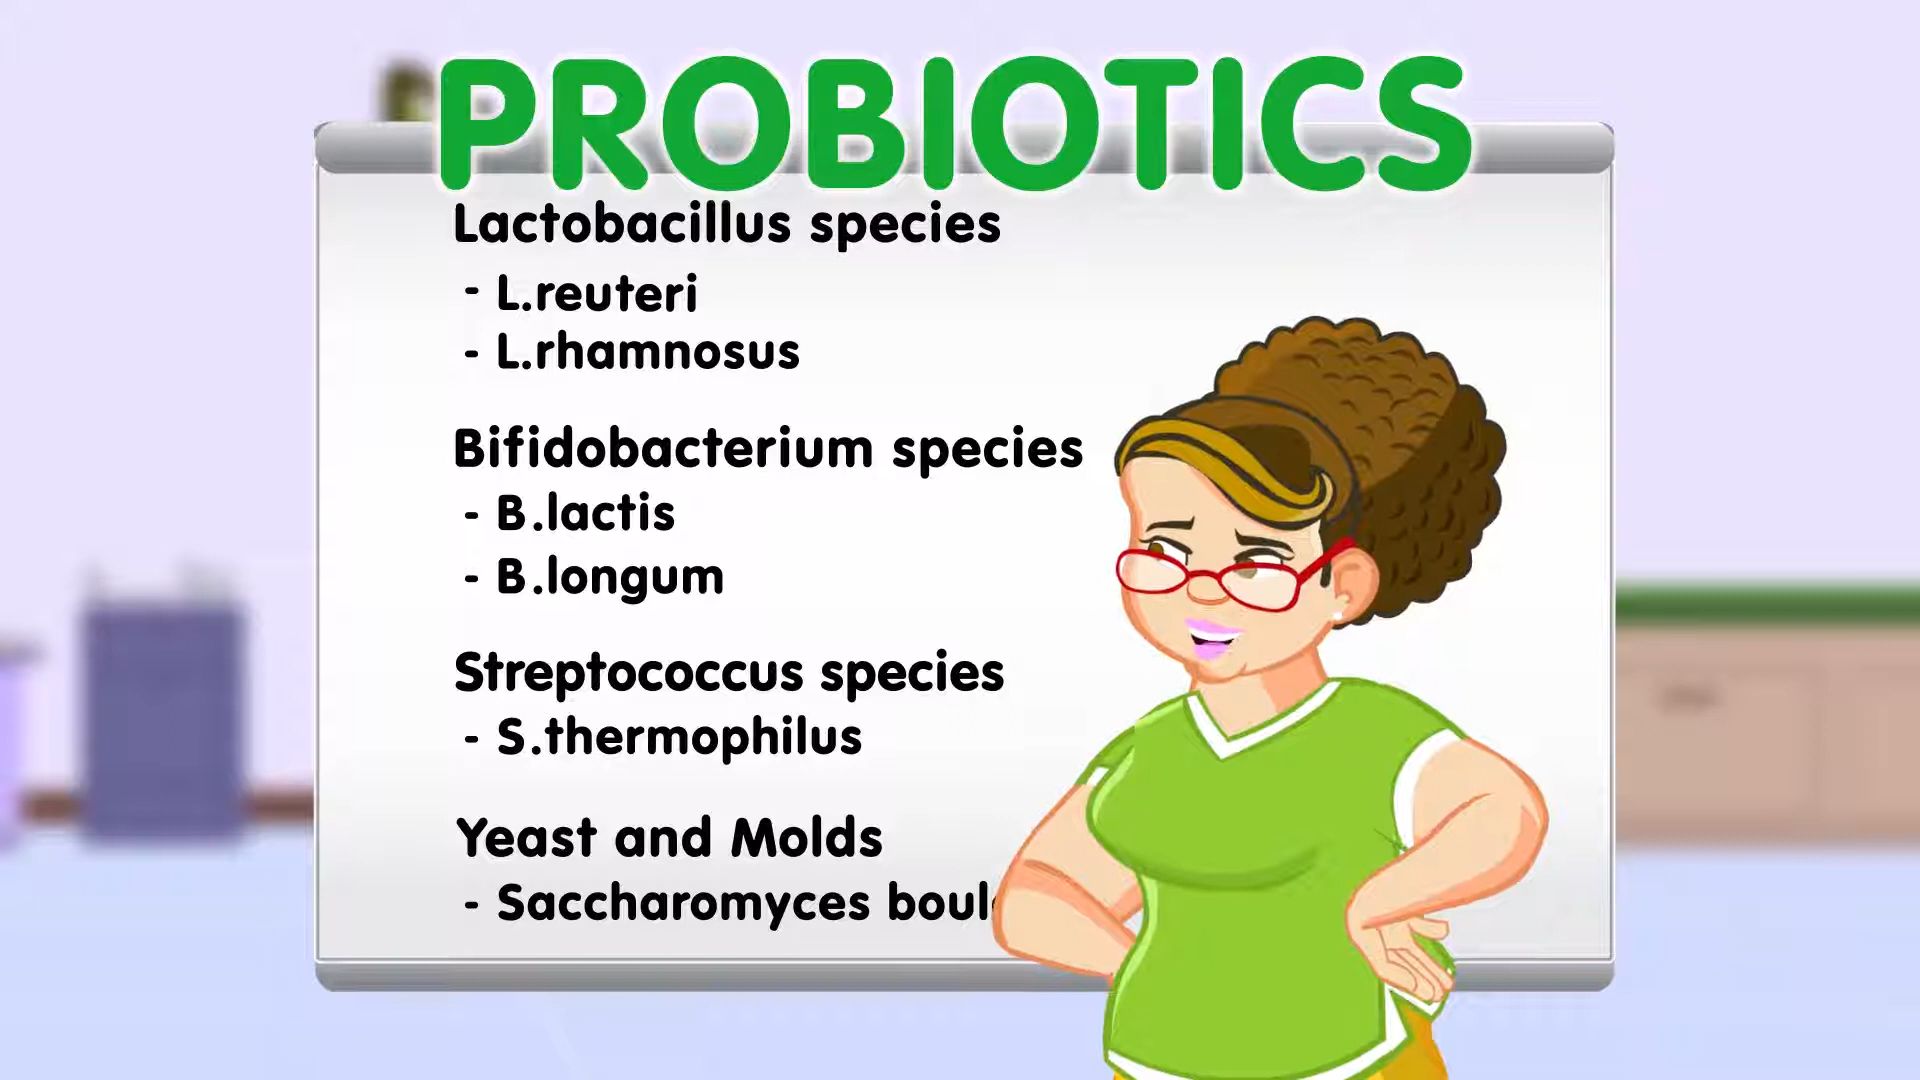 PROBIOTICS
Lactobacillus species
- L.reuteri
- L.rhamnosus
Bifidobacterium species
- B.lactis
- B.longum
Streptococcus species
- S.thermophilus
Yeast and Molds
- Saccharomyces